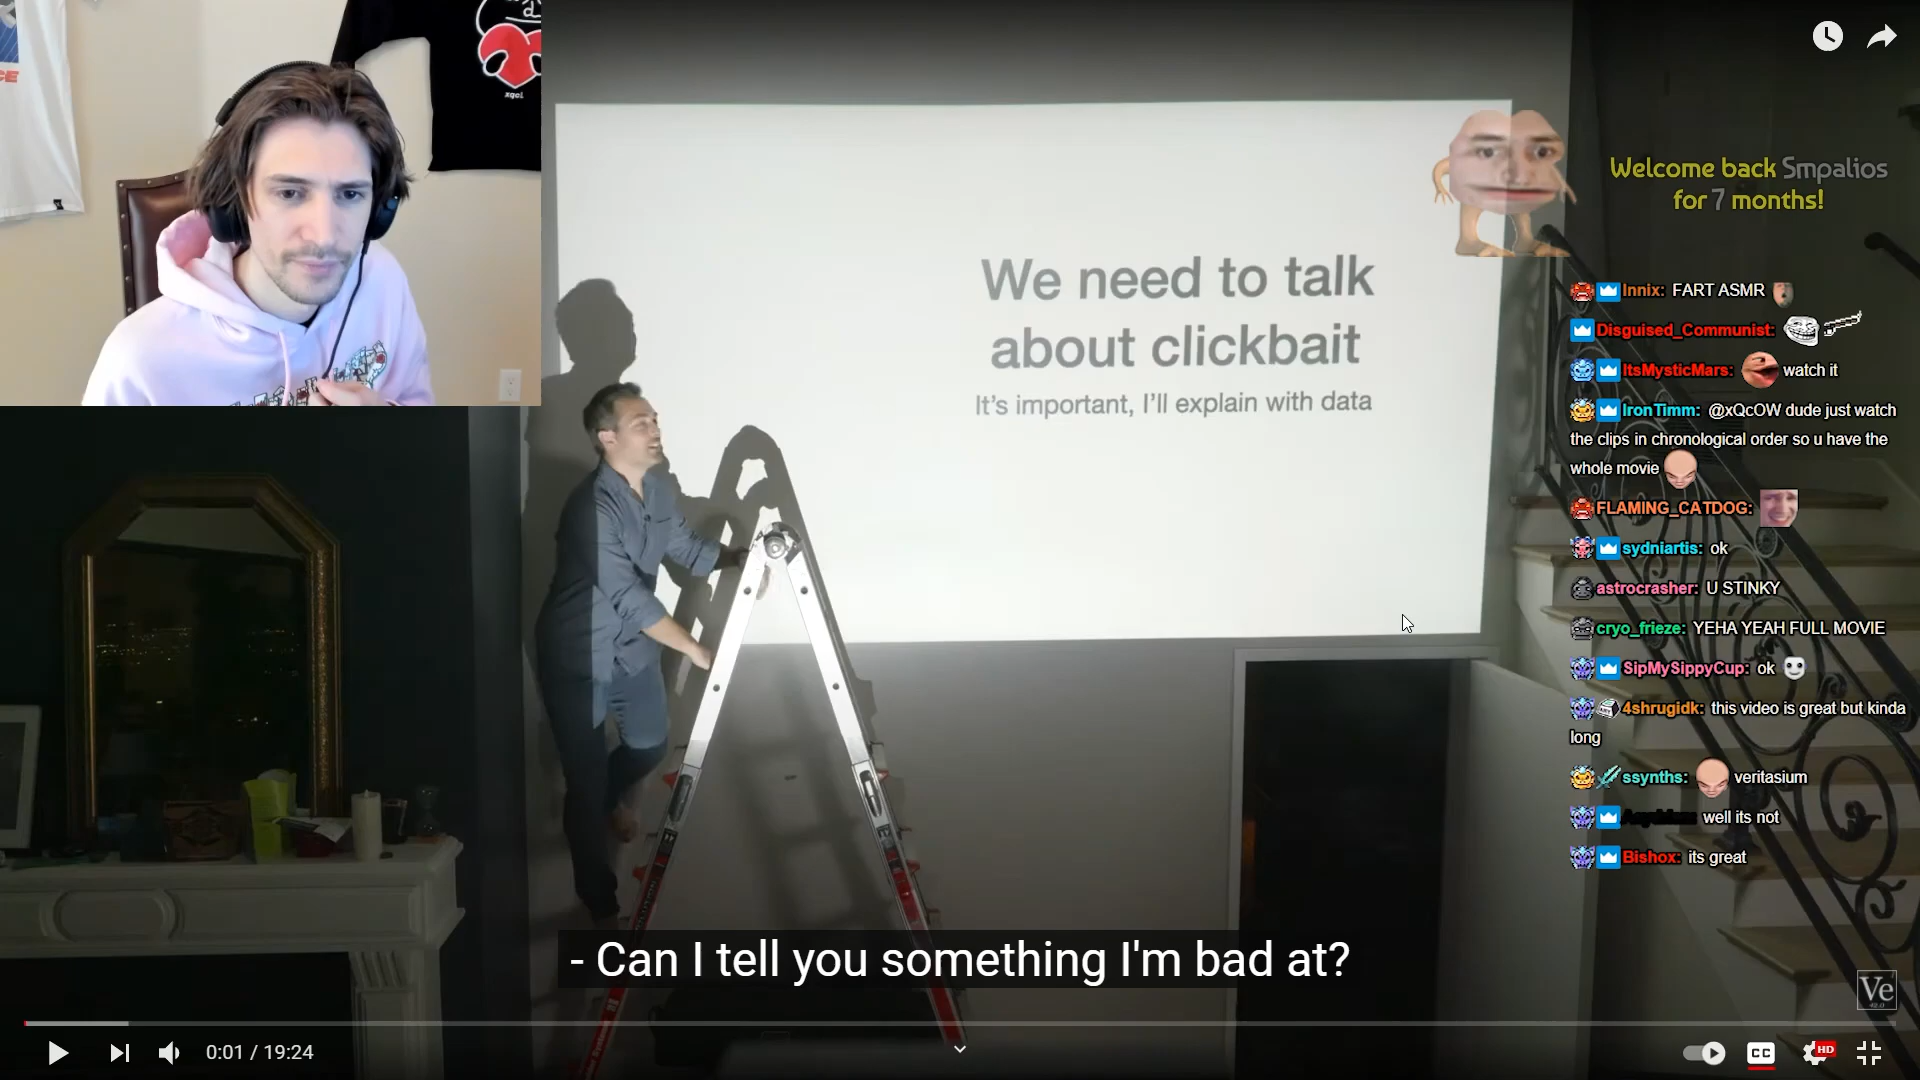 CE
xqcL
We need to talk
about clickbait
It's important, I'll explain with data
Welcome back Smpalios
for 7 months!
Innix: FART ASMR
Disguised_Communist:
ItsMysticMars: watch it
IronTimm: @xQcOW dude just watch
the clips in chronological order so u have the
whole movie
FLAMING_CATDOG:
sydniartis: ok
astrocrasher: U STINKY
cryo_frieze: YEHA YEAH FULL MOVIE
SipMySippyCup: ok
4shrugidk: this video is great but kinda
long
ssynths: veritasium
well its not
Bishox: its great
- Can I tell you something I'm bad at?
Ve
0:01 / 19:24
CC
HD